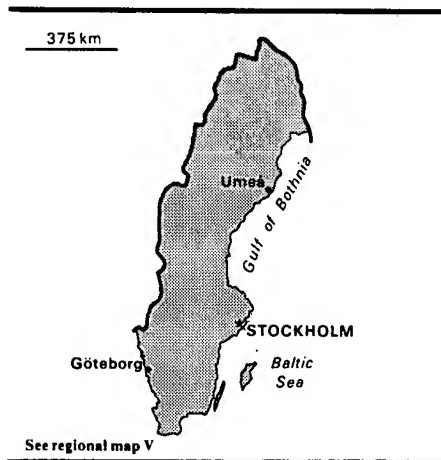 375 km
Umeå
Gulf of Bothnia
STOCKHOLM
Göteborg
Baltic
Sea
See regional map V